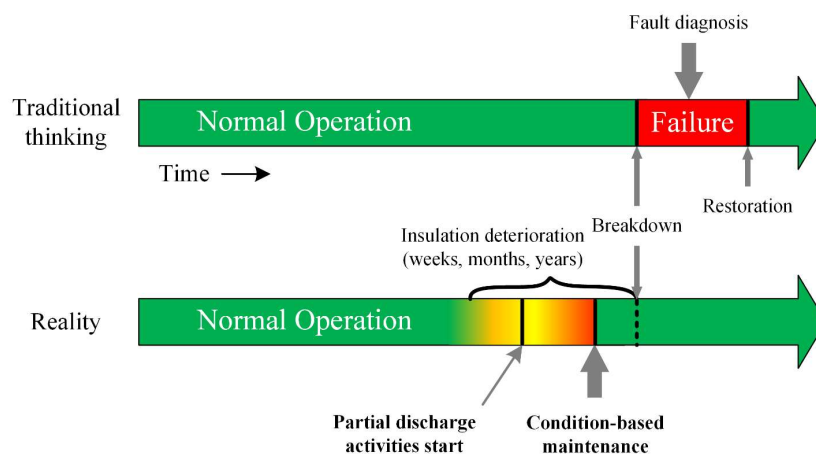 Fault diagnosis
Traditional
thinking
Normal Operation
Failure
Time
Restoration
Breakdown
Insulation deterioration
(weeks, months, years)
Reality
Normal Operation
Partial discharge
activities start
Condition-based
maintenance